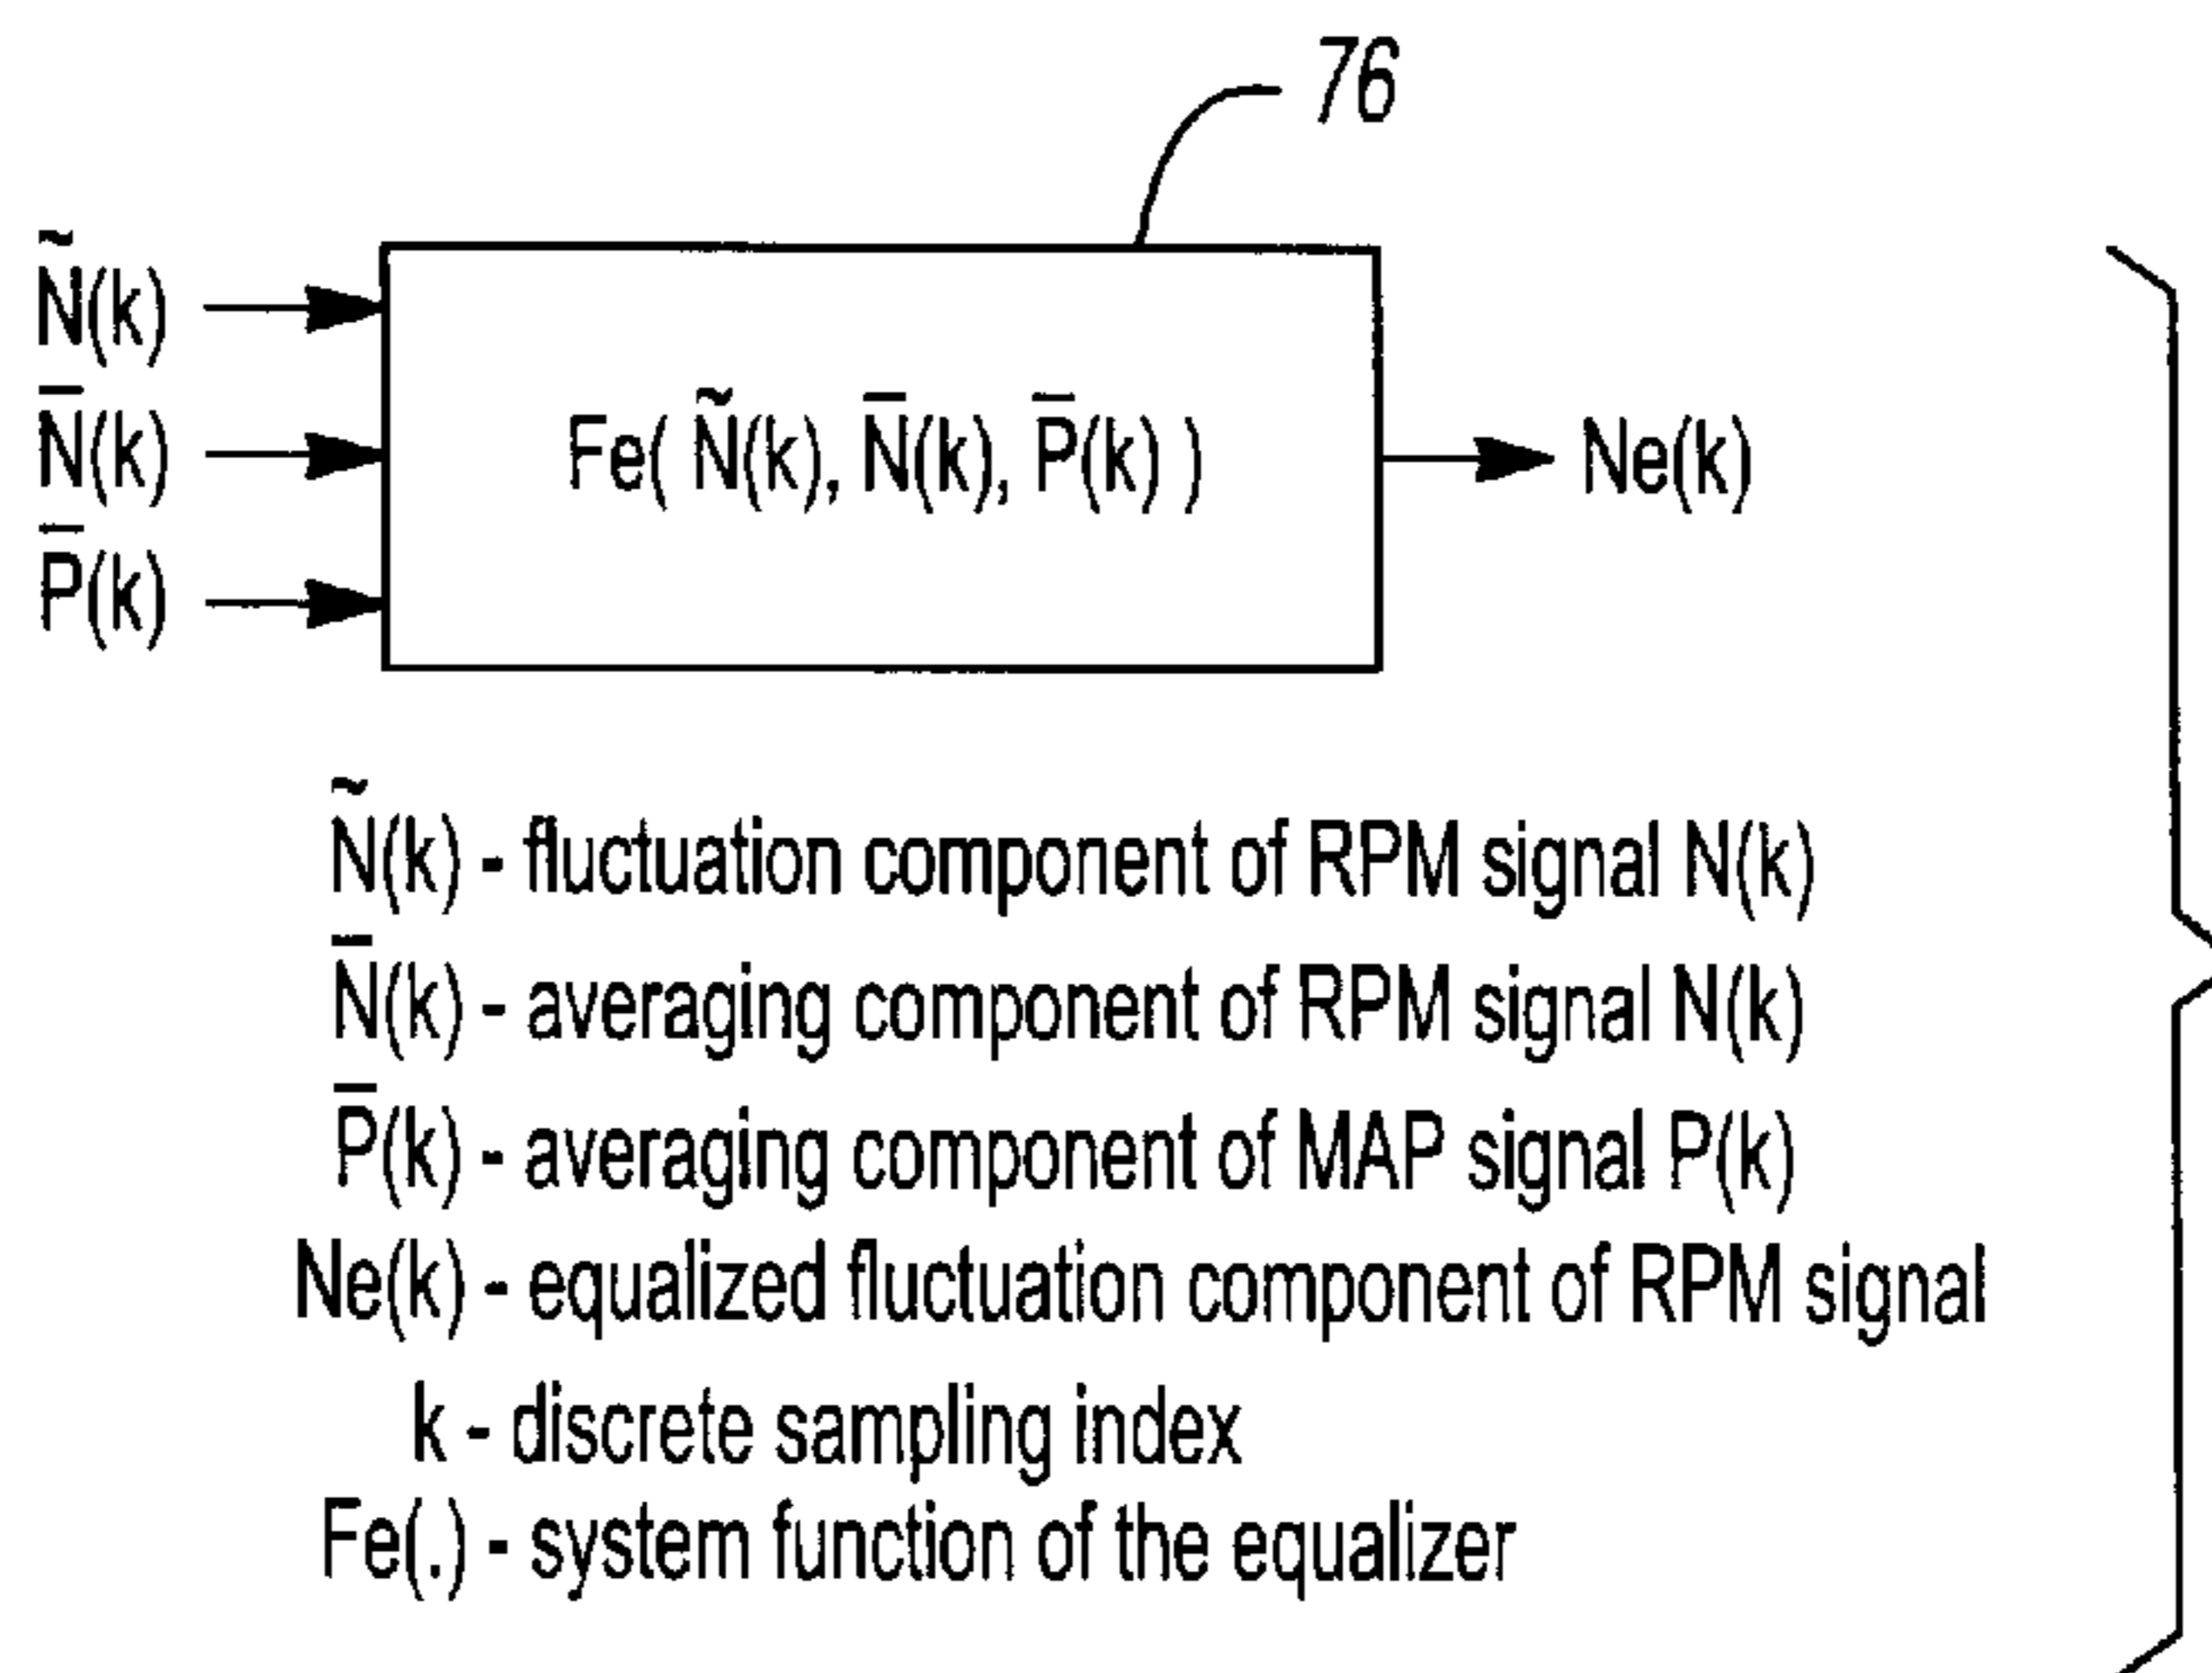 76
Ñ(k)
N̄(k)
P̄(k)
Fe( Ñ(k), N̄(k), P̄(k) )
Ne(k)
Ñ(k) - fluctuation component of RPM signal N(k)
N̄(k) - averaging component of RPM signal N(k)
P̄(k) - averaging component of MAP signal P(k)
Ne(k) - equalized fluctuation component of RPM signal
k - discrete sampling index
Fe(.) - system function of the equalizer